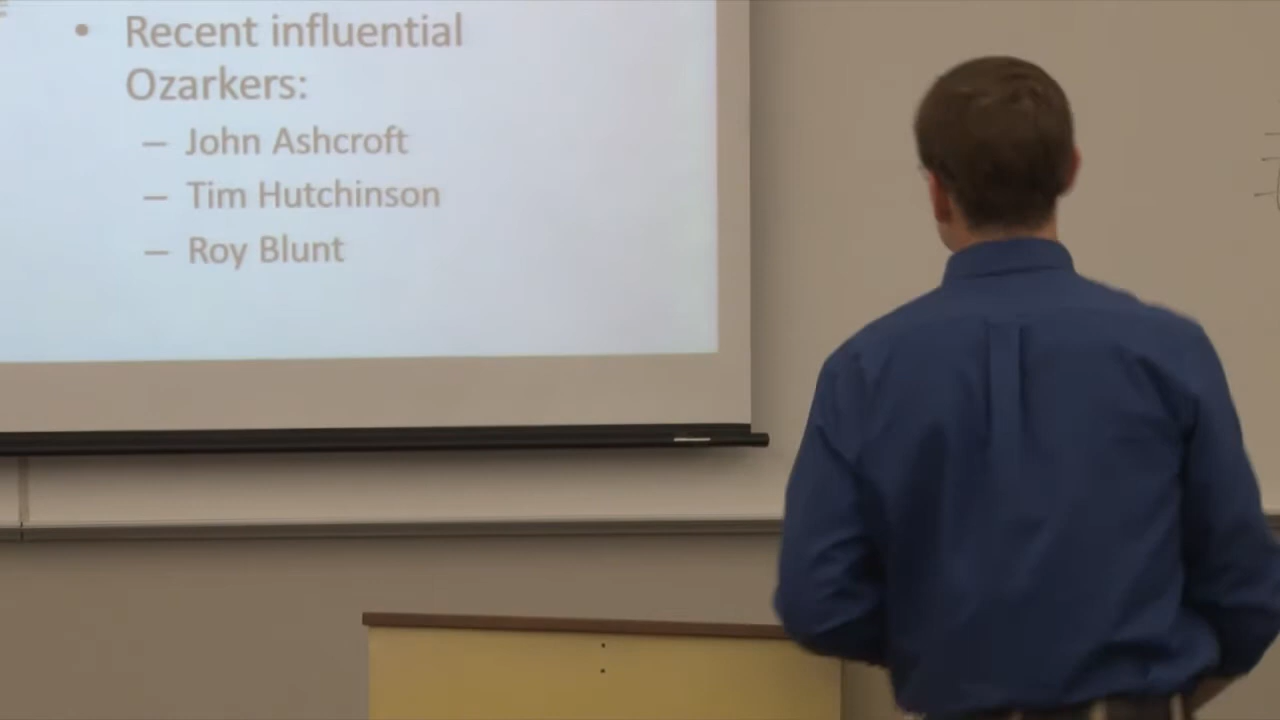 • Recent influential
Ozarkers:
– John Ashcroft
– Tim Hutchinson
– Roy Blunt